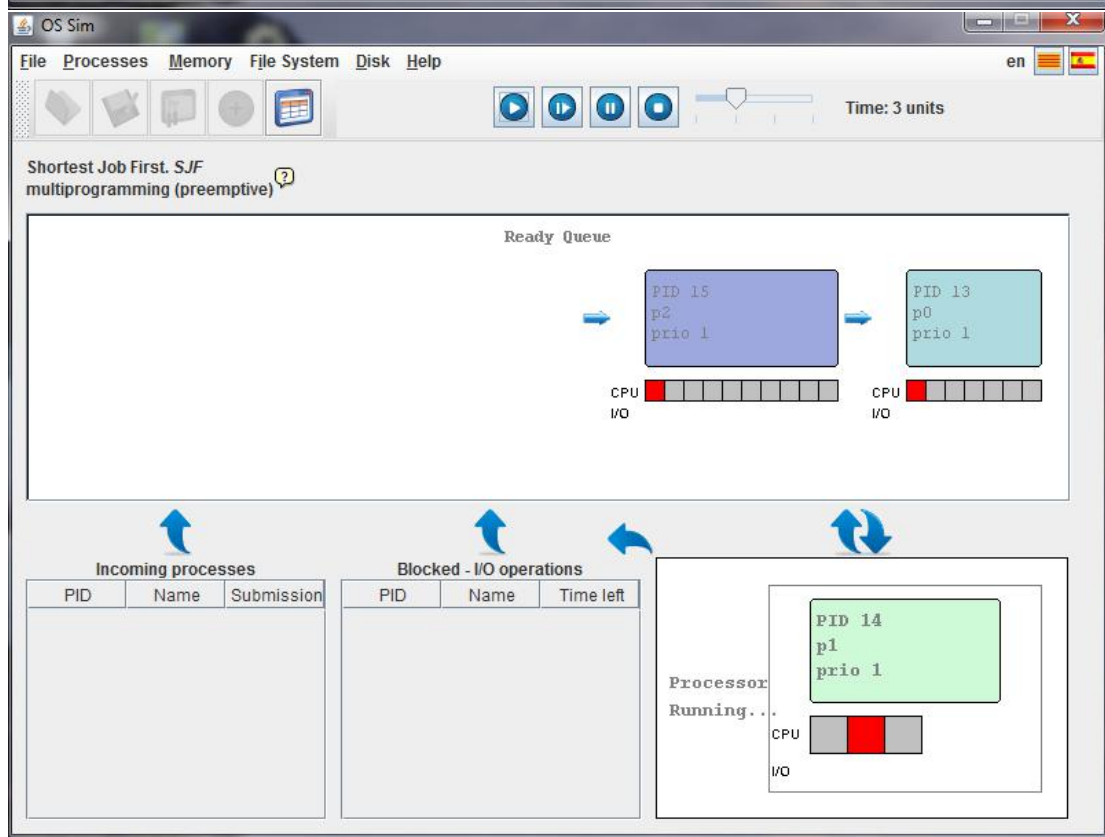 OS Sim
File Processes Memory File System Disk Help
en
Time: 3 units
Shortest Job First. SJF
multiprogramming (preemptive)
?
Ready Queue
PID 15
p2
prio 1
CPU
I/O
PID 13
p0
prio 1
CPU
I/O
Incoming processes
PID Name Submission
Blocked - I/O operations
PID Name Time left
Processor
Running...
PID 14
p1
prio 1
CPU
I/O